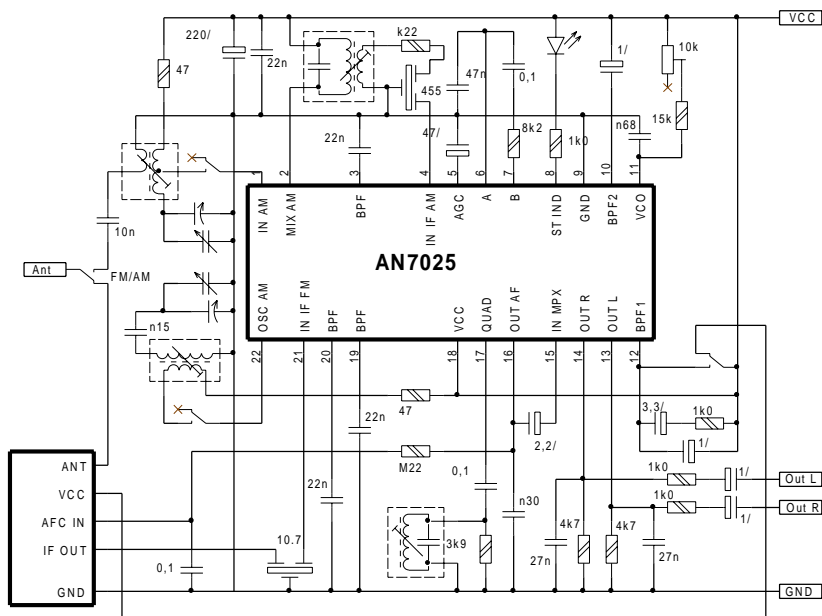 VCC
220/
k22
1/
10k
47
22n
47n
0,1
455
15k
47/
8k2
1k0
n68
22n
1
2
3
4
5
6
7
8
9
10
11
IN AM
MIX AM
BPF
IN IF AM
AGC
A
B
ST IND
GND
BPF2
VCO
10n
AN7025
Ant
FM/AM
OSC AM
IN IF FM
BPF
BPF
VCC
QUAD
OUT AF
IN MPX
OUT R
OUT L
BPF1
n15
22
21
20
19
18
17
16
15
14
13
12
47
3,3/
1k0
22n
2,2/
1/
M22
ANT
0,1
1k0
1/
Out L
VCC
22n
n30
1k0
Out R
AFC IN
4k7
4k7
1/
10.7
3k9
IF OUT
27n
27n
0,1
GND
GND